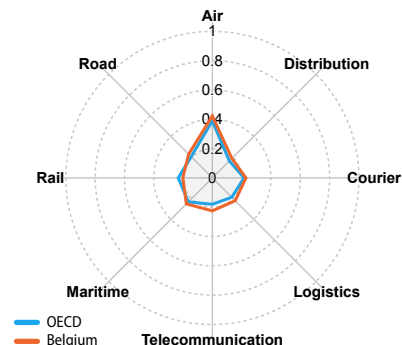 Air
1
Road
0.8
Distribution
0.6
0.4
0.2
Rail
0
Courier
Maritime
Logistics
OECD
Belgium
Telecommunication